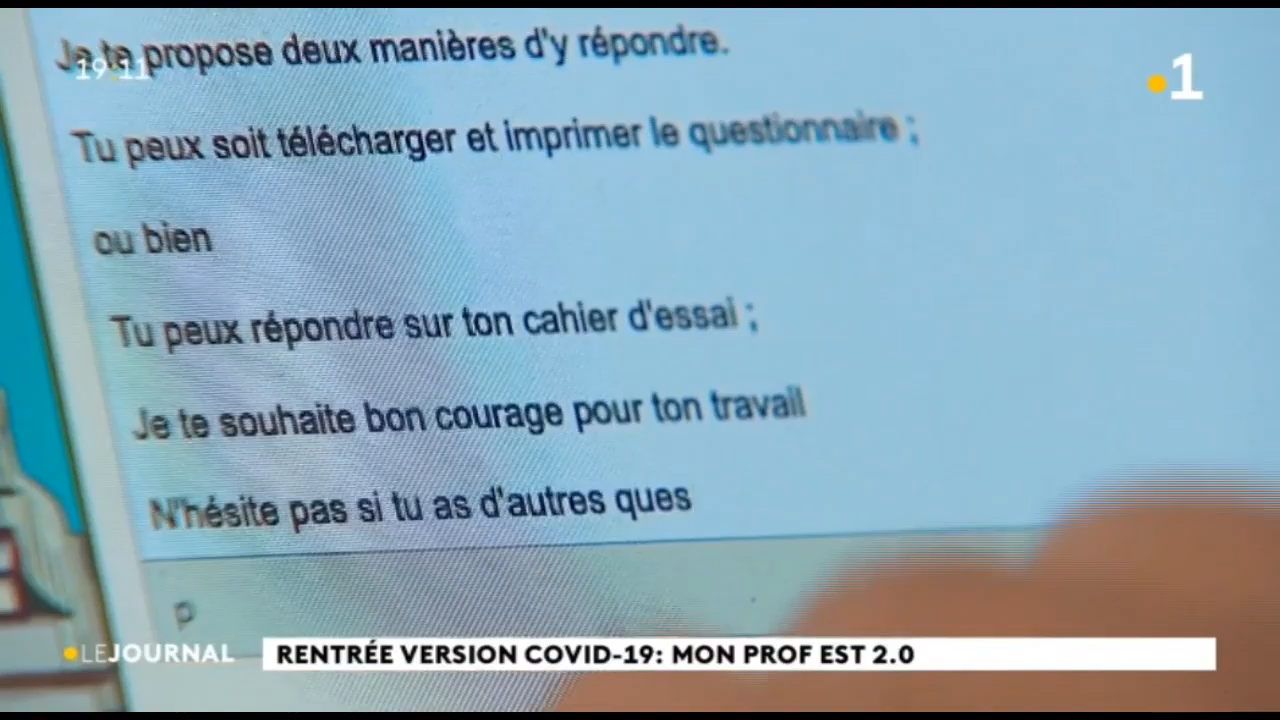 Je te propose deux manières d'y répondre.
19:11
1
Tu peux soit télécharger et imprimer le questionnaire ;
ou bien
Tu peux répondre sur ton cahier d'essai ;
Je te souhaite bon courage pour ton travail
N'hésite pas si tu as d'autres ques
p
LEJOURNAL
RENTRÉE VERSION COVID-19: MON PROF EST 2.0